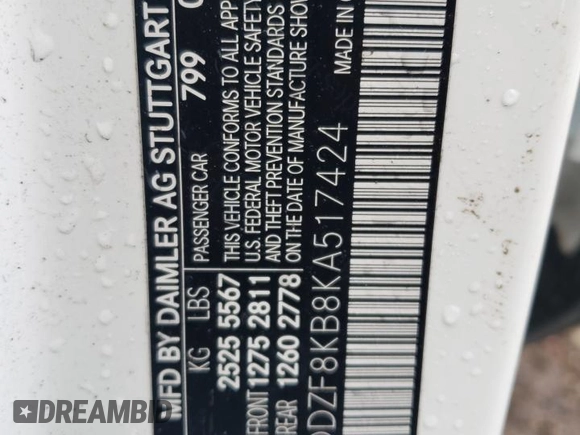 MFD BY DAIMLER AG STUTTGART
799
KG LBS PASSENGER CAR
2525 5567 THIS VEHICLE CONFORMS TO ALL APP
U.S. FEDERAL MOTOR VEHICLE SAFETY
FRONT 1275 2811 AND THEFT PREVENTION STANDARDS
REAR 1260 2778 ON THE DATE OF MANUFACTURE SHOW
DZF8KB8KA517424 MADE IN
DREAMBID